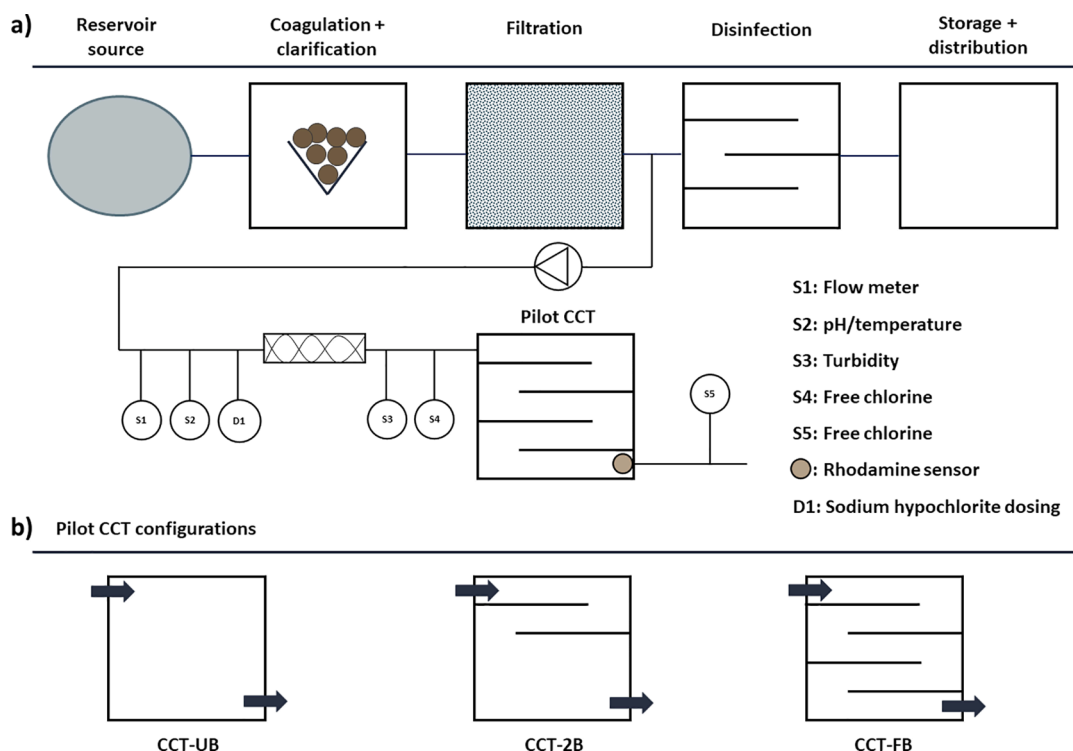 a)
Reservoir
source
Coagulation +
clarification
Filtration
Disinfection
Storage +
distribution
Pilot CCT
S1
S2
D1
S3
S4
S5
S1: Flow meter
S2: pH/temperature
S3: Turbidity
S4: Free chlorine
S5: Free chlorine
: Rhodamine sensor
D1: Sodium hypochlorite dosing
b)
Pilot CCT configurations
CCT-UB
CCT-2B
CCT-FB